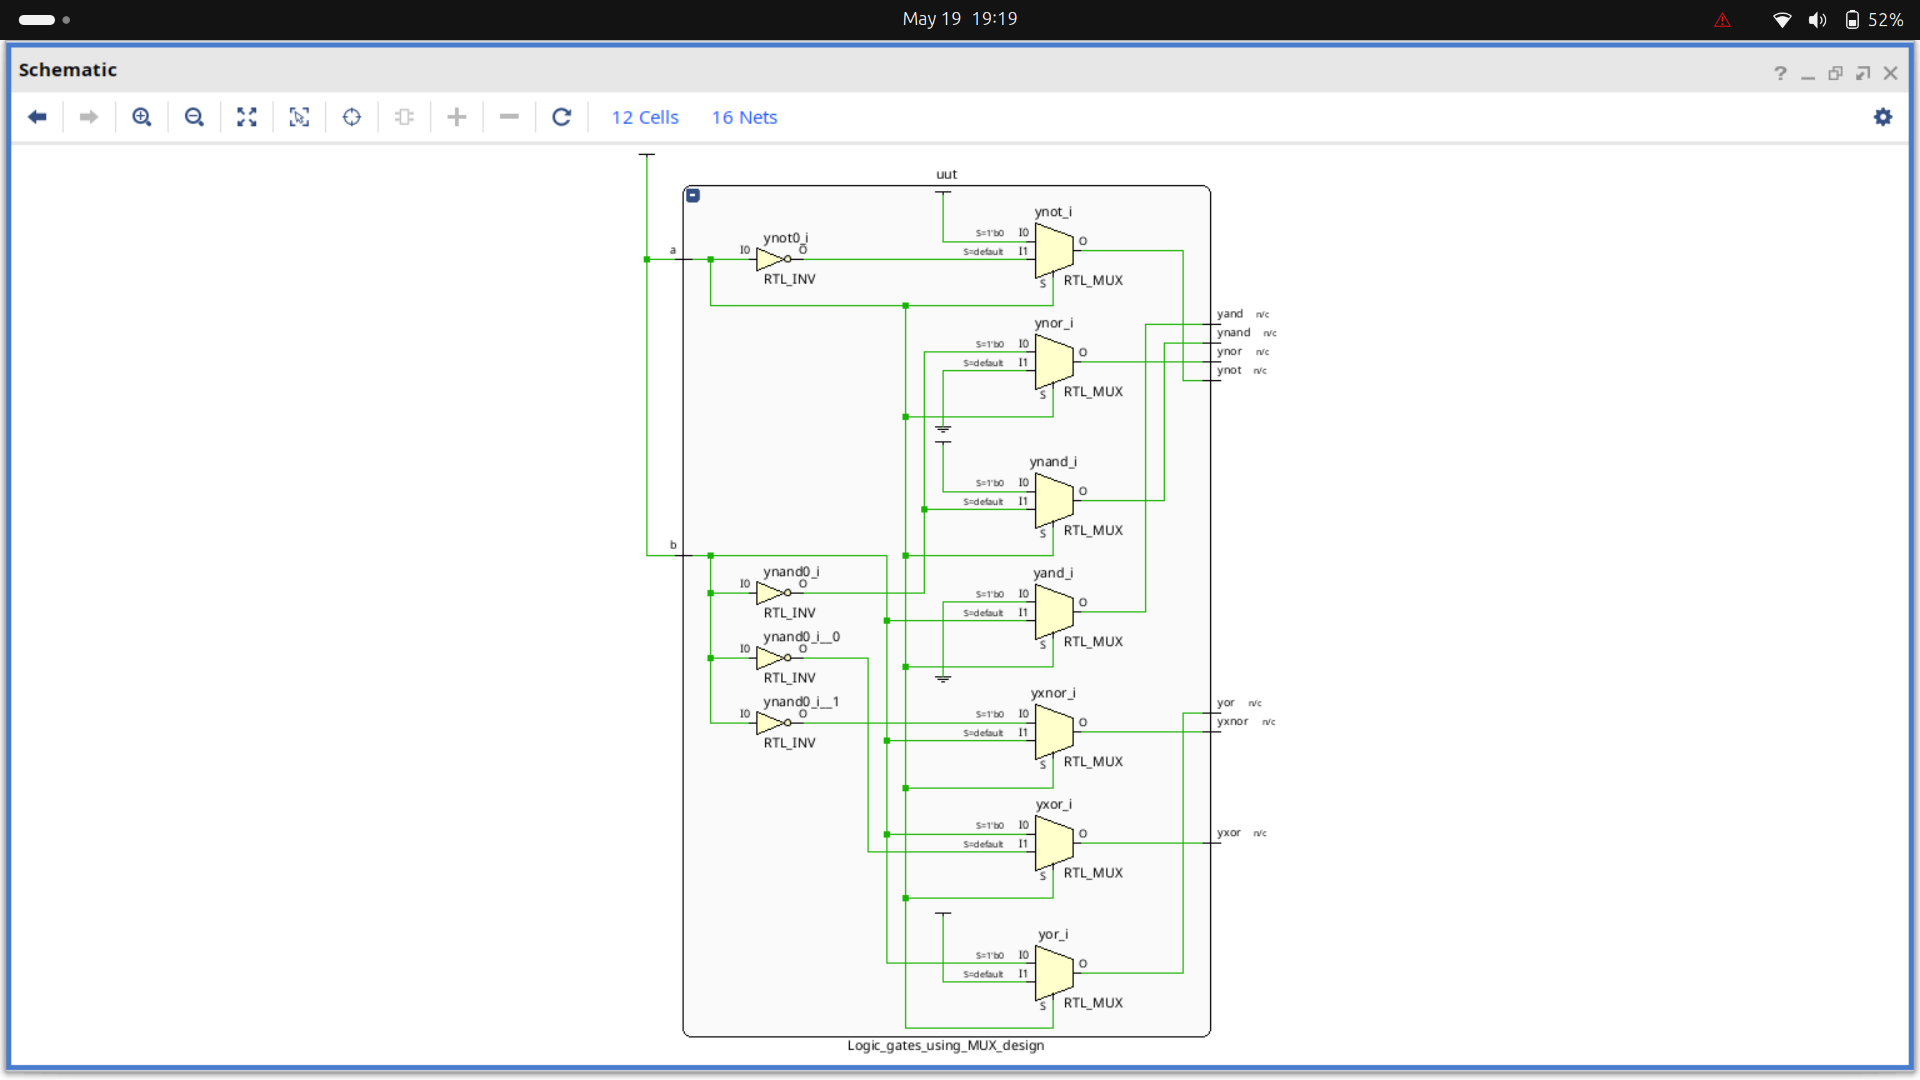 May 19 19:19
52%
Schematic
12 Cells 16 Nets
uut
ynot_i
S=1'b0 I0 O
S=default I1
S RTL_MUX
a
ynot0_i
I0 O
RTL_INV
ynor_i
S=1'b0 I0 O
S=default I1
S RTL_MUX
yand n/c
ynand n/c
ynor n/c
ynot n/c
ynand_i
S=1'b0 I0 O
S=default I1
S RTL_MUX
b
ynand0_i
I0 O
RTL_INV
yand_i
S=1'b0 I0 O
S=default I1
S RTL_MUX
ynand0_i__0
I0 O
RTL_INV
ynand0_i__1
I0 O
RTL_INV
yxnor_i
S=1'b0 I0 O
S=default I1
S RTL_MUX
yor n/c
yxnor n/c
yxor_i
S=1'b0 I0 O
S=default I1
S RTL_MUX
yxor n/c
yor_i
S=1'b0 I0 O
S=default I1
S RTL_MUX
Logic_gates_using_MUX_design